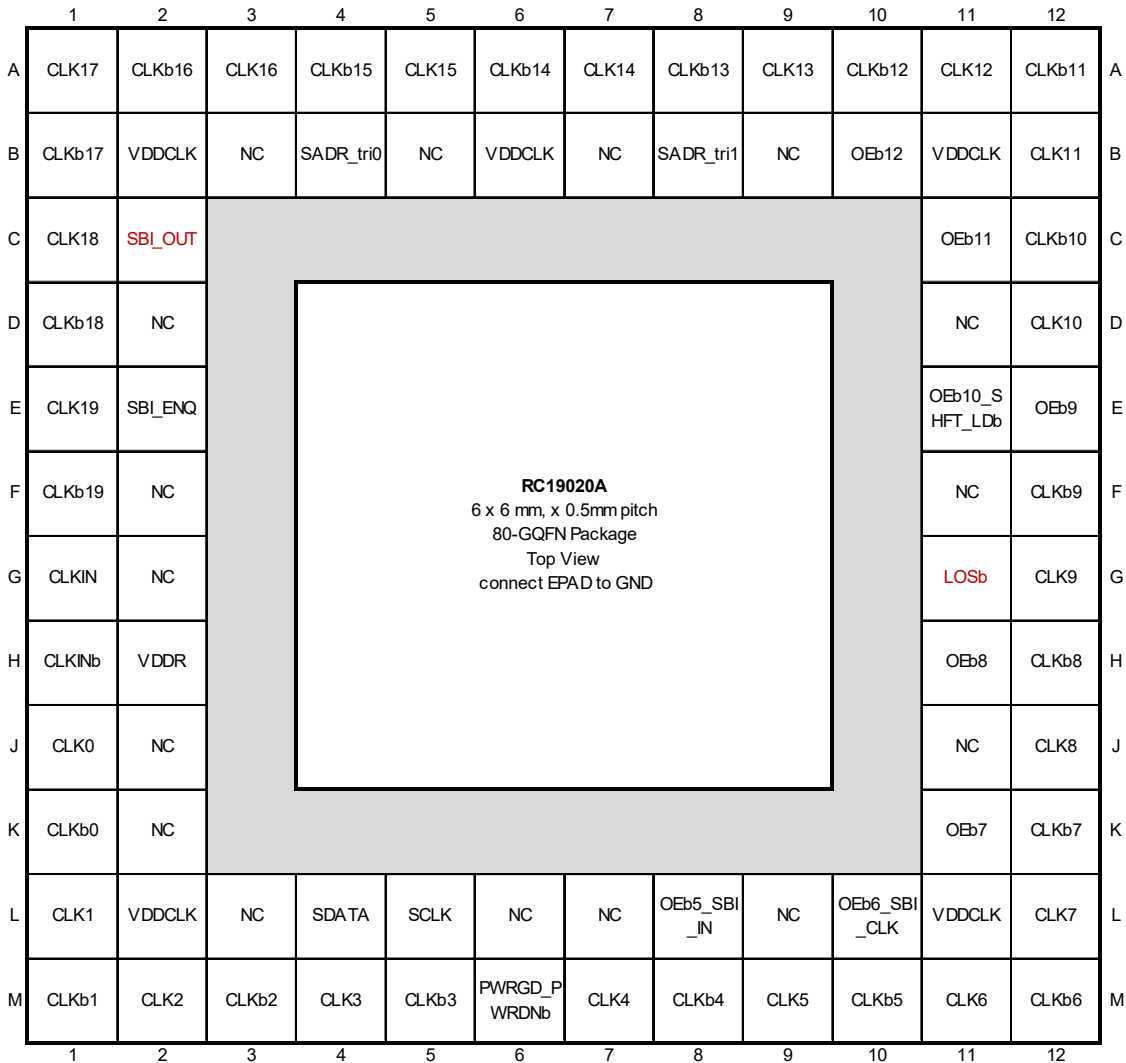 1 2 3 4 5 6 7 8 9 10 11 12
A CLK17 CLKb16 CLK16 CLKb15 CLK15 CLKb14 CLK14 CLKb13 CLK13 CLKb12 CLK12 CLKb11 A
B CLKb17 VDDCLK NC SADR_tri0 NC VDDCLK NC SADR_tri1 NC OEb12 VDDCLK CLK11 B
C CLK18 SBI_OUT OEb11 CLKb10 C
D CLKb18 NC NC CLK10 D
E CLK19 SBI_ENQ OEb10_S
HFT_LDb OEb9 E
F CLKb19 NC NC CLKb9 F
RC19020A
6 x 6 mm, x 0.5mm pitch
80-GQFN Package
Top View
connect EPAD to GND
G CLKIN NC LOSb CLK9 G
H CLKINb VDDR OEb8 CLKb8 H
J CLK0 NC NC CLK8 J
K CLKb0 NC OEb7 CLKb7 K
L CLK1 VDDCLK NC SDATA SCLK NC NC OEb5_SBI
_IN NC OEb6_SBI
_CLK VDDCLK CLK7 L
M CLKb1 CLK2 CLKb2 CLK3 CLKb3 PWRGD_P
WRDNb CLK4 CLKb4 CLK5 CLKb5 CLK6 CLKb6 M
1 2 3 4 5 6 7 8 9 10 11 12